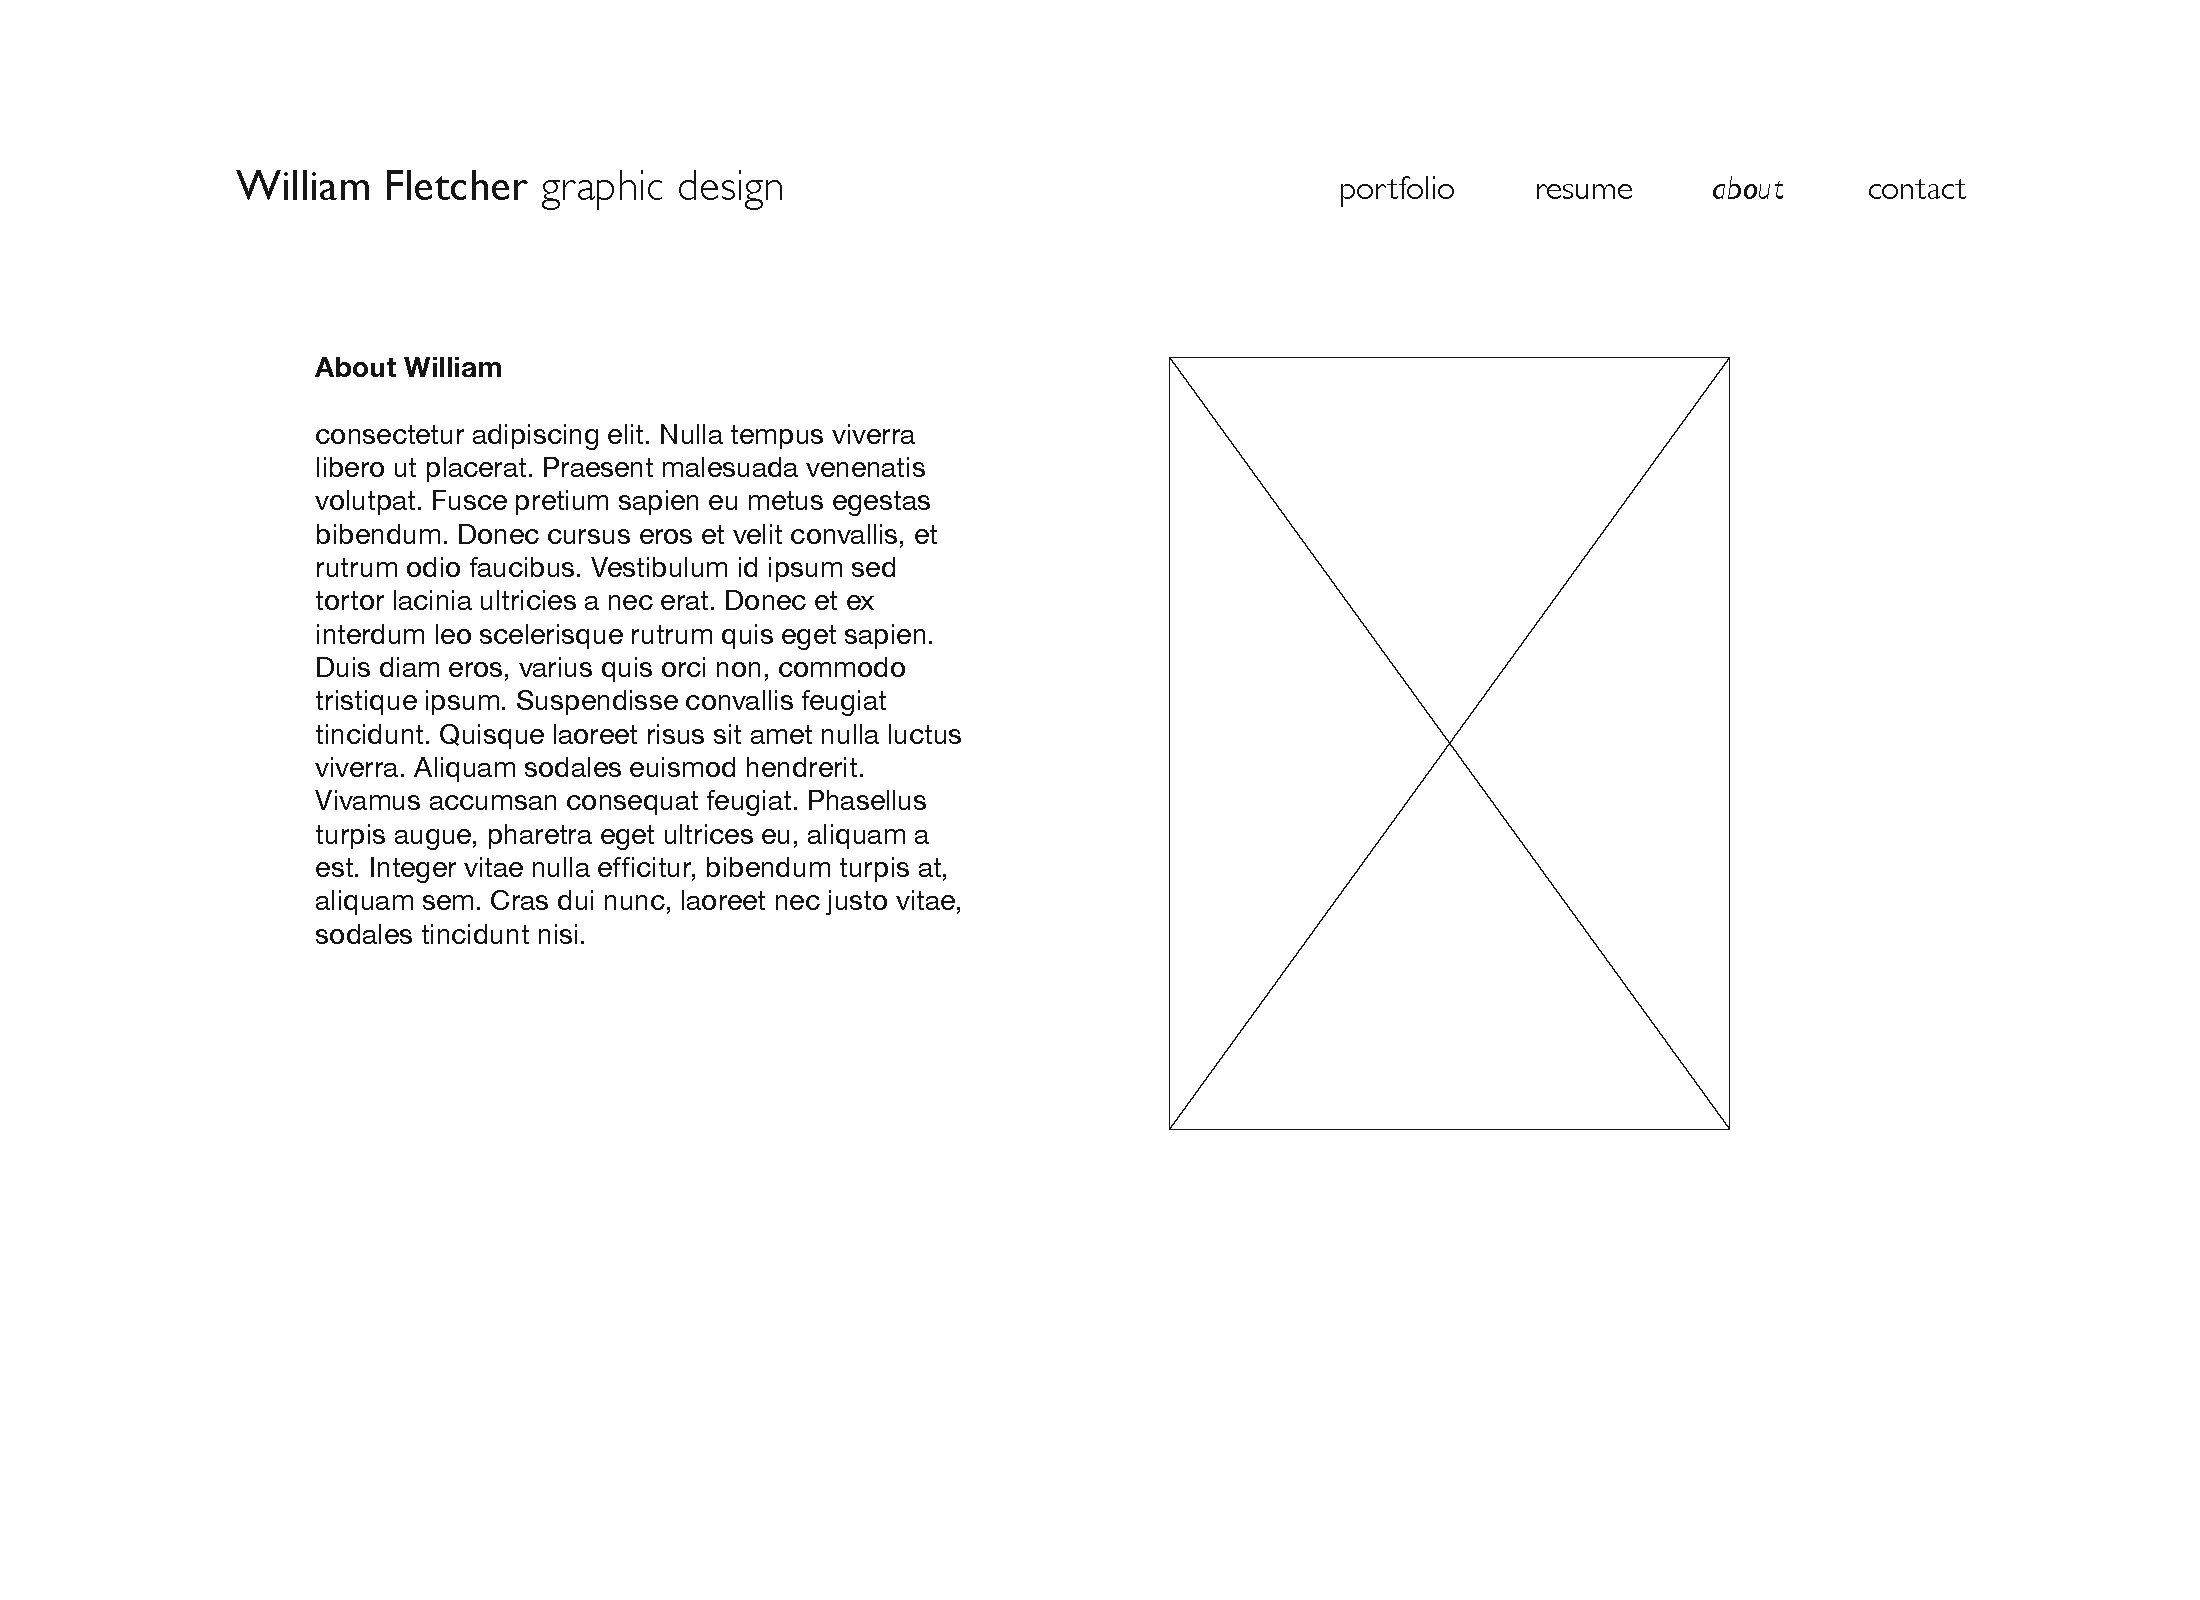 William Fletcher graphic design
portfolio resume about contact
About William
consectetur adipiscing elit. Nulla tempus viverra
libero ut placerat. Praesent malesuada venenatis
volutpat. Fusce pretium sapien eu metus egestas
bibendum. Donec cursus eros et velit convallis, et
rutrum odio faucibus. Vestibulum id ipsum sed
tortor lacinia ultricies a nec erat. Donec et ex
interdum leo scelerisque rutrum quis eget sapien.
Duis diam eros, varius quis orci non, commodo
tristique ipsum. Suspendisse convallis feugiat
tincidunt. Quisque laoreet risus sit amet nulla luctus
viverra. Aliquam sodales euismod hendrerit.
Vivamus accumsan consequat feugiat. Phasellus
turpis augue, pharetra eget ultrices eu, aliquam a
est. Integer vitae nulla efficitur, bibendum turpis at,
aliquam sem. Cras dui nunc, laoreet nec justo vitae,
sodales tincidunt nisi.